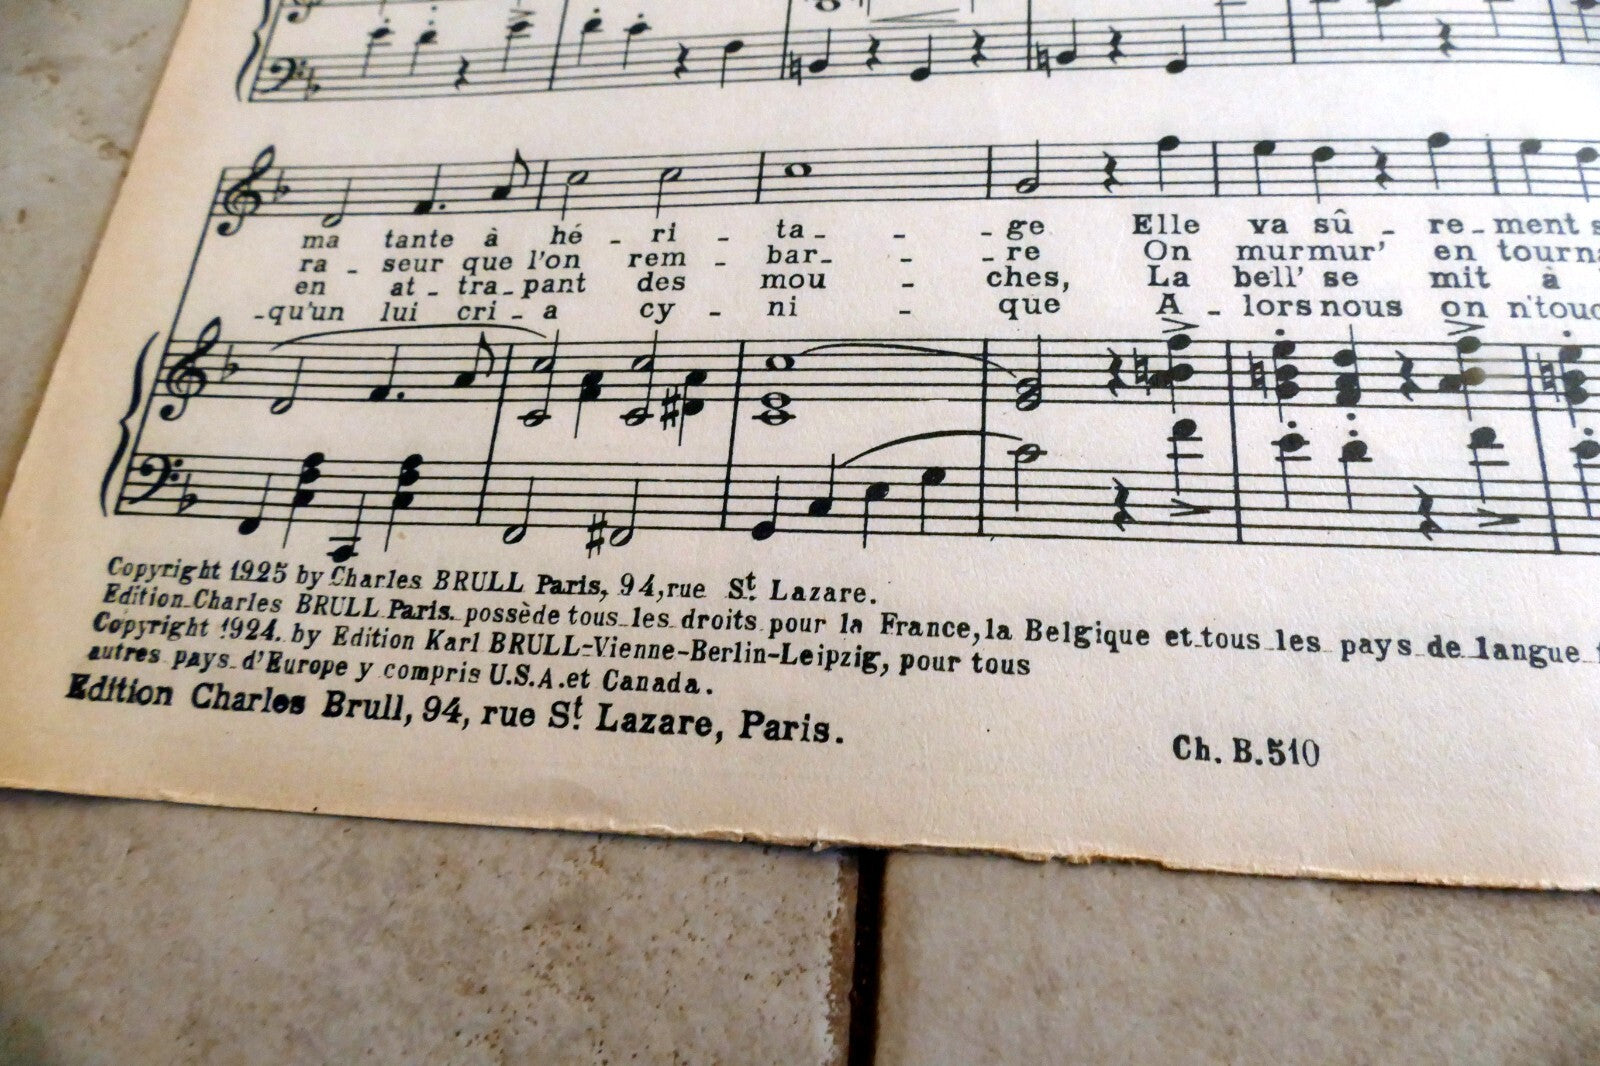 ma tante à hé - ri - ta - - - ge Elle va sû - re - ment
ra - seur que l'on rem - bar - - - re On murmur' en
en at - tra - pant des mou - ches, La bell' se mit à
-qu'un lui cri - a cy - ni - que A - lors nous on
Copyright 1925 by Charles BRULL Paris, 94, rue St. Lazare.
Edition Charles BRULL Paris. possède tous les droits pour la France, la Belgique et tous les pays de langue
Copyright 1924. by Edition Karl BRULL-Vienne-Berlin-Leipzig, pour tous
autres pays d'Europe y compris U.S.A. et Canada.
Edition Charles Brull, 94, rue St. Lazare, Paris.
Ch. B. 510